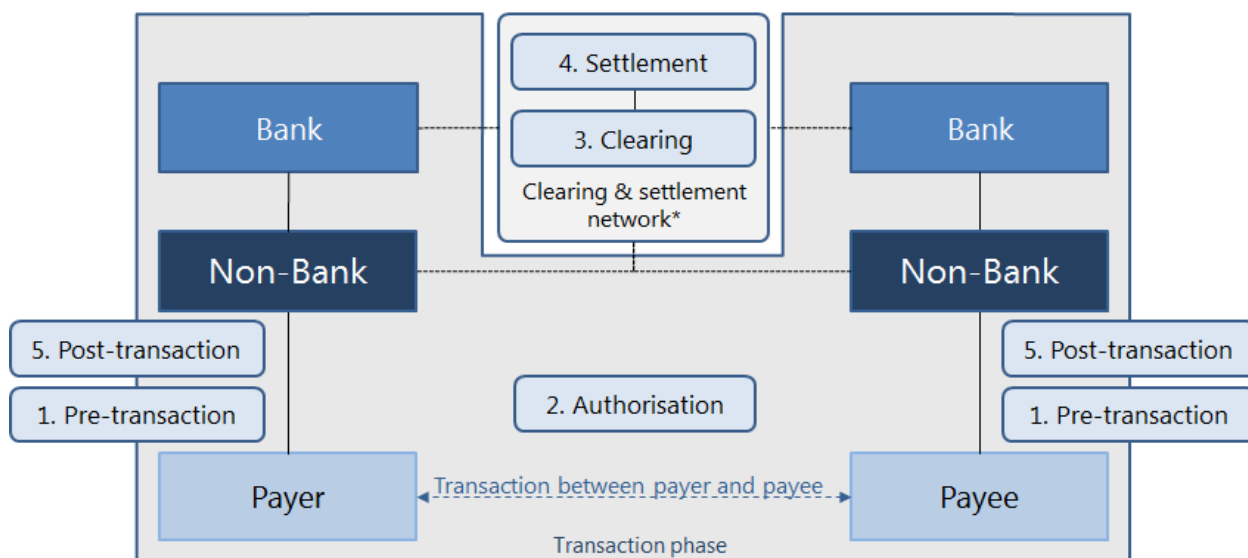 4. Settlement
Bank
3. Clearing
Bank
Clearing & settlement
network*
Non-Bank
Non-Bank
5. Post-transaction
5. Post-transaction
1. Pre-transaction
2. Authorisation
1. Pre-transaction
Payer
Transaction between payer and payee
Payee
Transaction phase